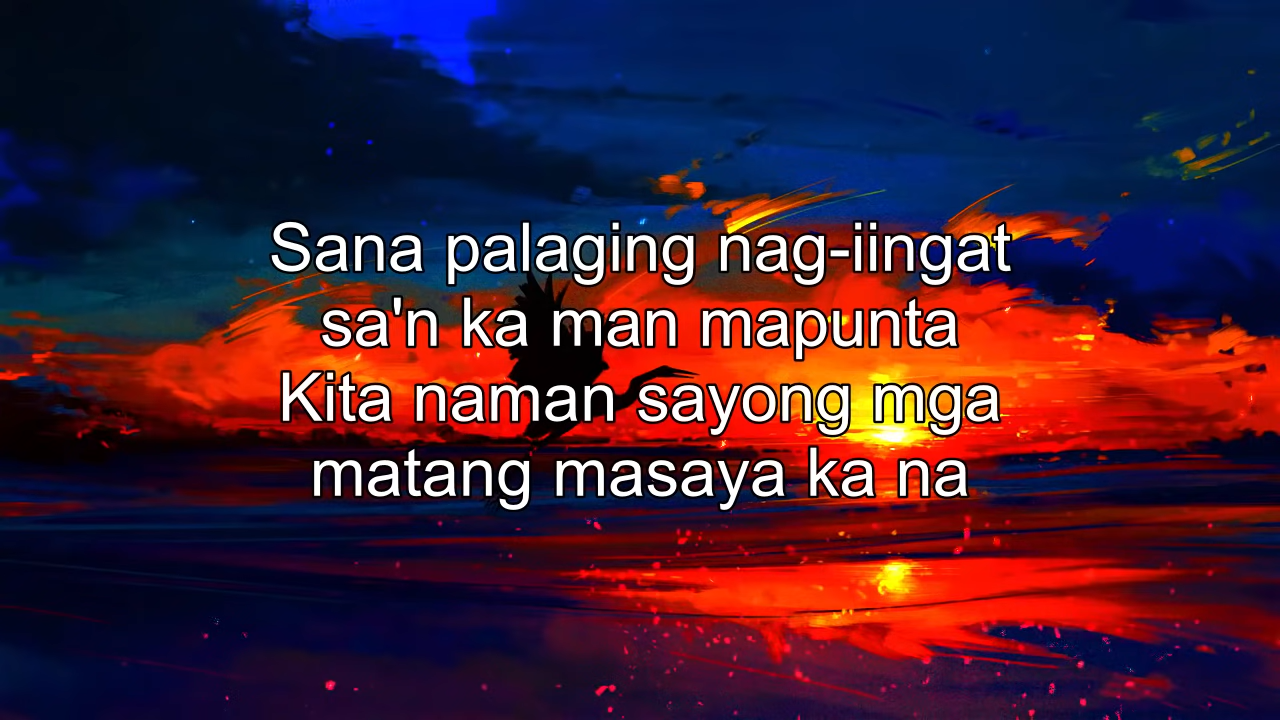 Sana palaging nag-iingat
sa'n ka man mapunta
Kita naman sayong mga
matang masaya ka na